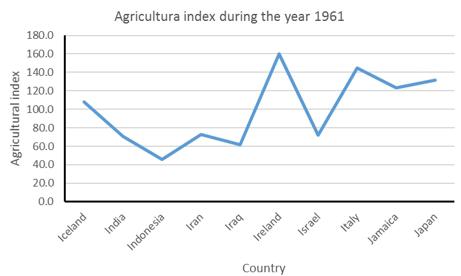 Agricultura index during the year 1961
Agricultural index
180.0
160.0
140.0
120.0
100.0
80.0
60.0
40.0
20.0
0.0
Iceland
India
Indonesia
Iran
Iraq
Ireland
Israel
Italy
Jamaica
Japan
Country